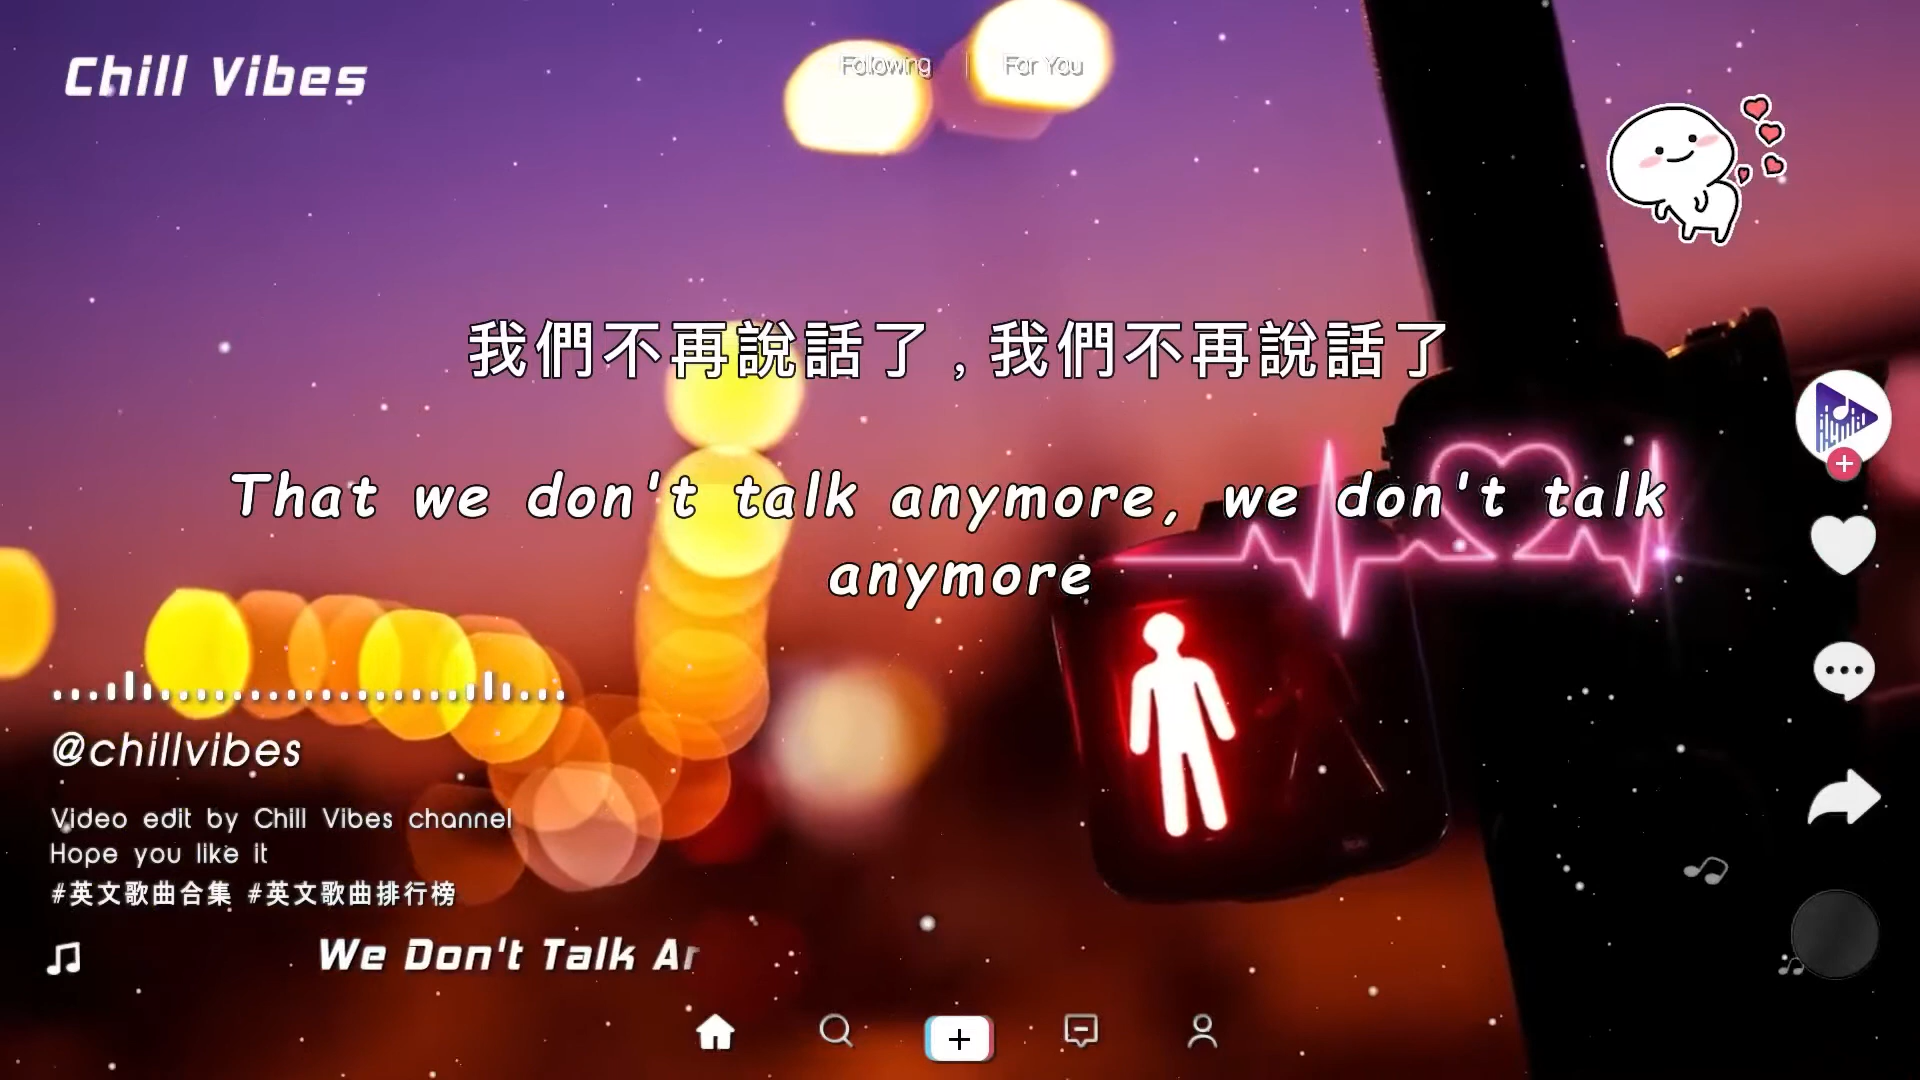 Chill Vibes
Following | For You
我們不再說話了，我們不再說話了
That we don't talk anymore, we don't talk
anymore
@chillvibes
Video edit by Chill Vibes channel
Hope you like it
#英文歌曲合集 #英文歌曲排行榜
We Don't Talk Ar